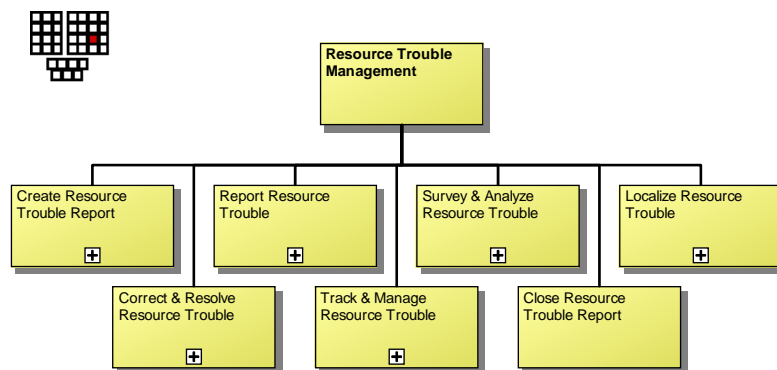 Resource Trouble
Management
Create Resource
Trouble Report
Report Resource
Trouble
Survey & Analyze
Resource Trouble
Localize Resource
Trouble
Correct & Resolve
Resource Trouble
Track & Manage
Resource Trouble
Close Resource
Trouble Report